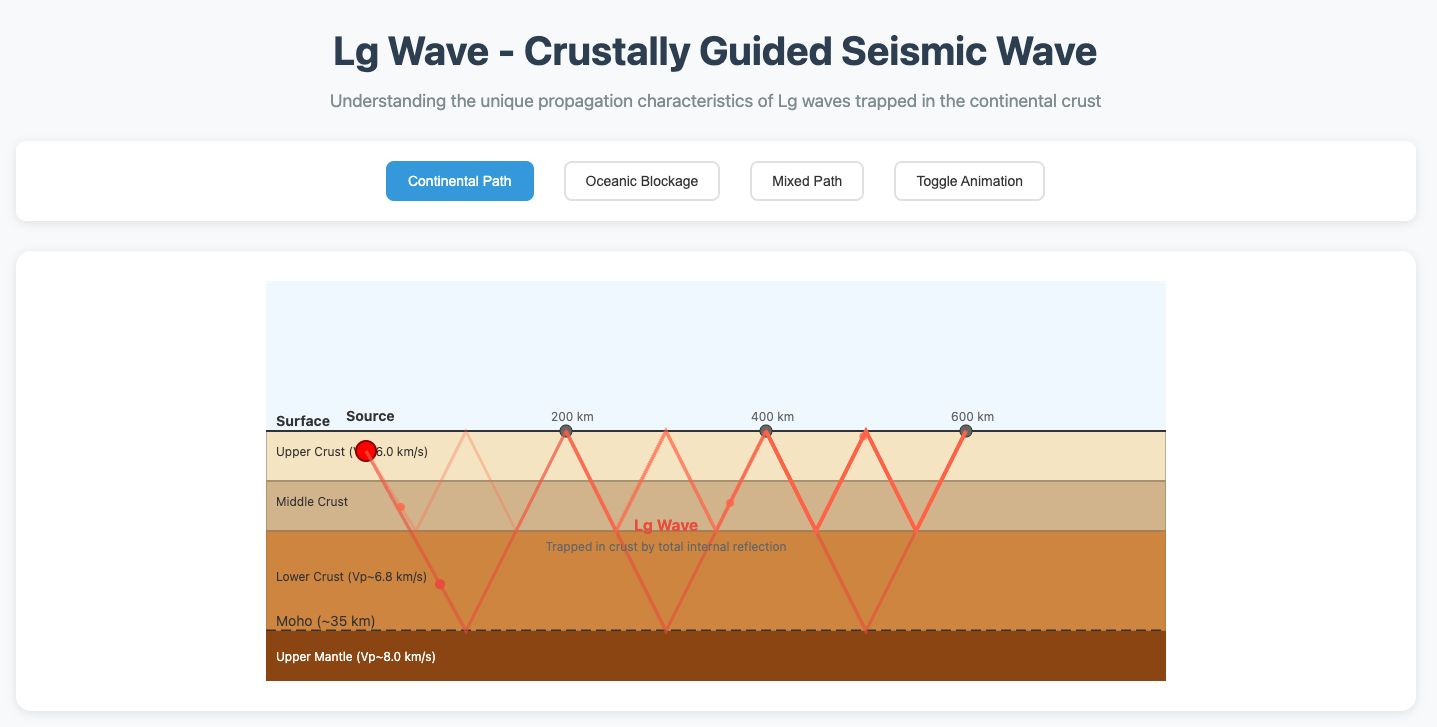 Lg Wave - Crustally Guided Seismic Wave
Understanding the unique propagation characteristics of Lg waves trapped in the continental crust
Continental Path
Oceanic Blockage
Mixed Path
Toggle Animation
Surface
Source
200 km
400 km
600 km
Upper Crust ( 6.0 km/s)
Middle Crust
Lg Wave
Trapped in crust by total internal reflection
Lower Crust (Vp~6.8 km/s)
Moho (~35 km)
Upper Mantle (Vp~8.0 km/s)